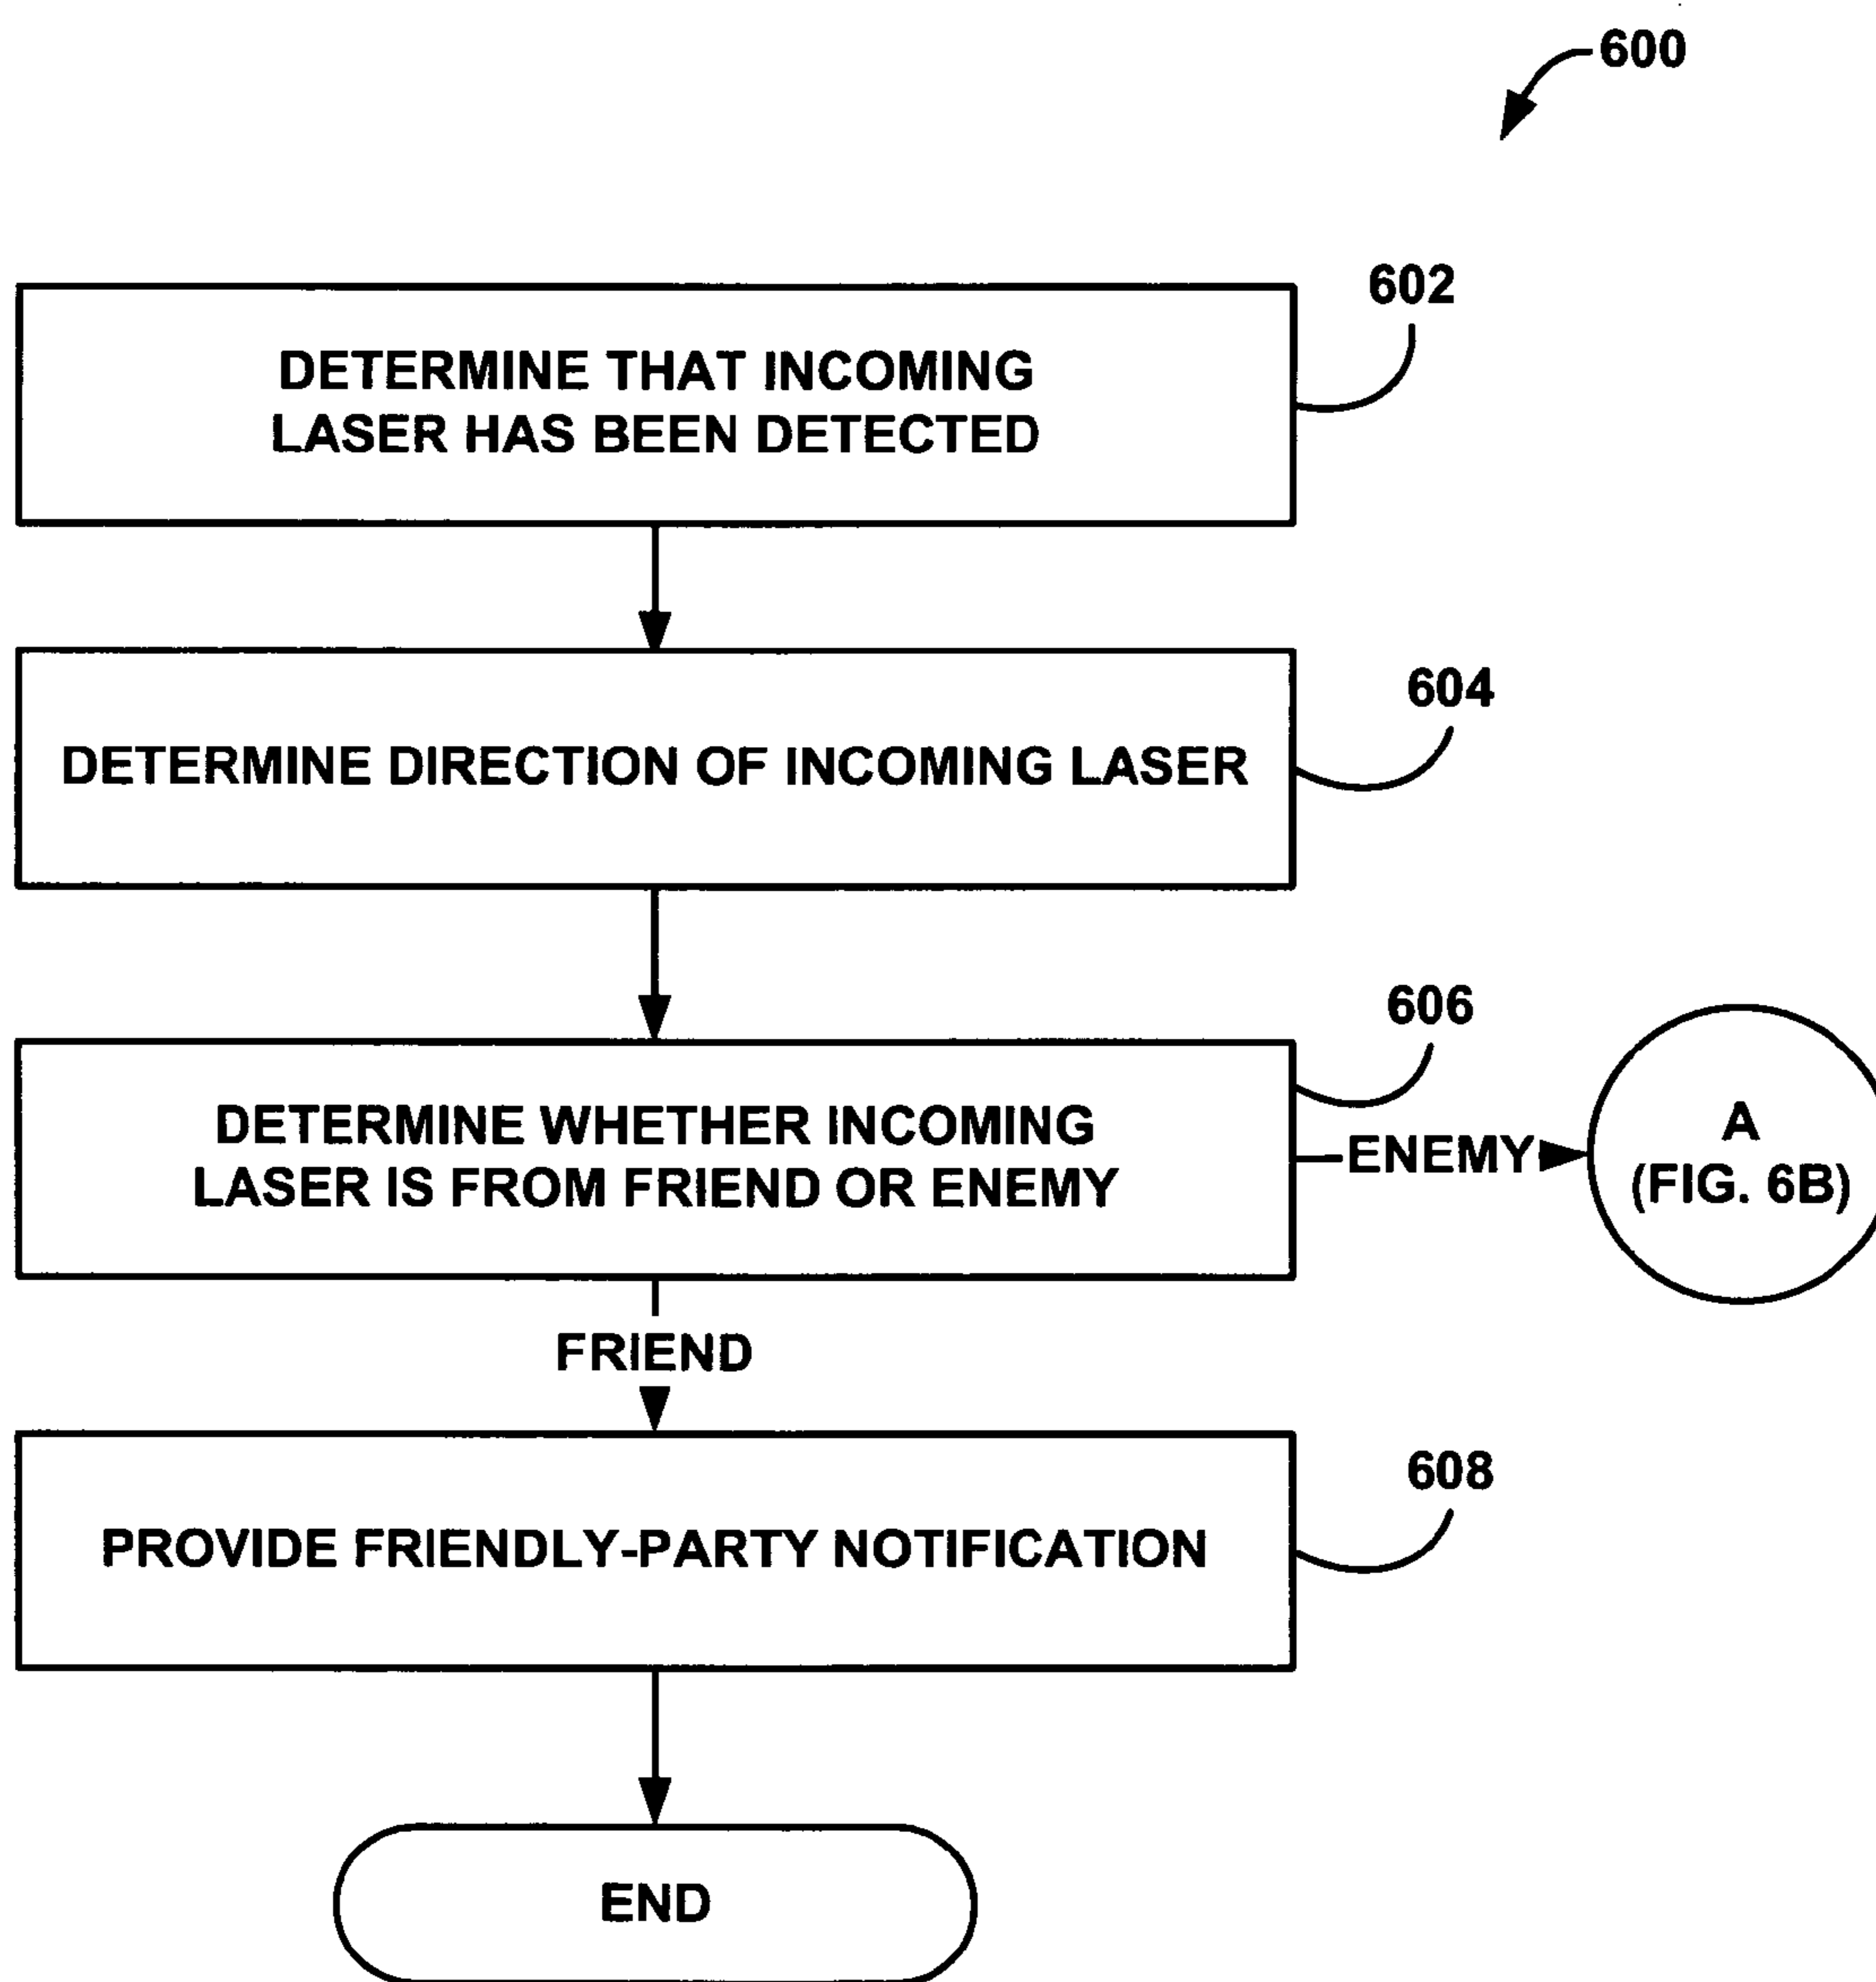 600
602
DETERMINE THAT INCOMING
LASER HAS BEEN DETECTED
604
DETERMINE DIRECTION OF INCOMING LASER
606
DETERMINE WHETHER INCOMING
LASER IS FROM FRIEND OR ENEMY
ENEMY
A
(FIG. 6B)
FRIEND
608
PROVIDE FRIENDLY-PARTY NOTIFICATION
END